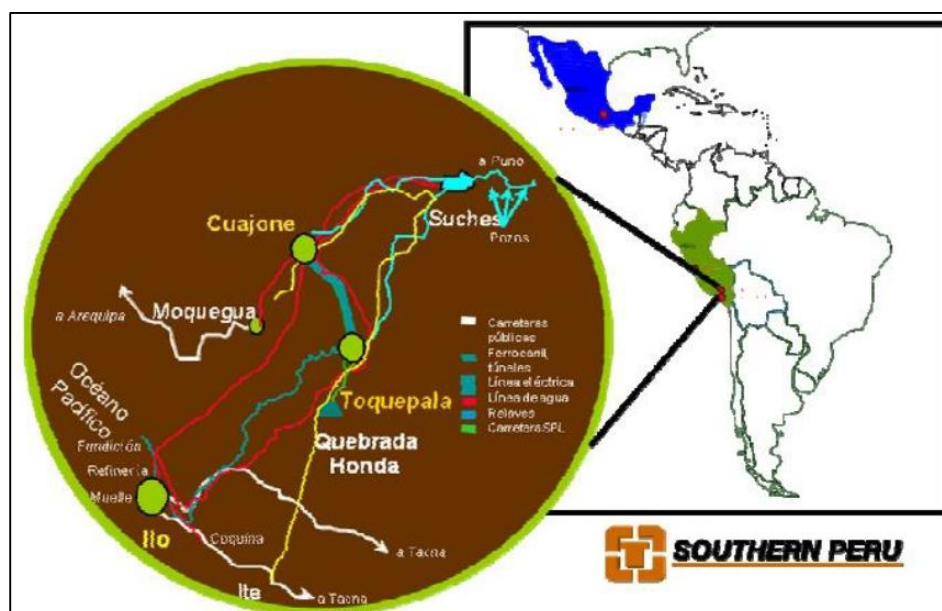 a Puno
Cuajone
Suches
Pozos
Moquegua
a Arequipa
Carreteras
públicas
Ferrocarril,
túneles
Línea eléctrica
Línea de agua
Relaves
Carretera SPL
Océano
Pacífico
Toquepala
Quebrada
Honda
Fundición
Refinería
Muelle
Ilo
Coquina
a Tacna
Ite
a Tacna
SOUTHERN PERU